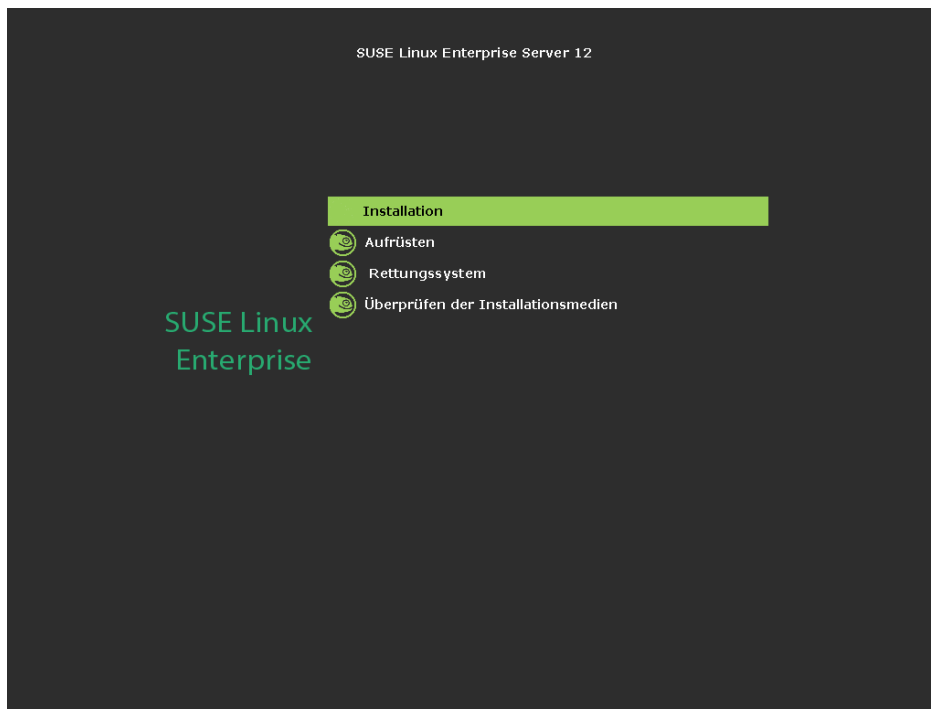 SUSE Linux Enterprise Server 12
Installation
Aufrüsten
Rettungssystem
Überprüfen der Installationsmedien
SUSE Linux
Enterprise